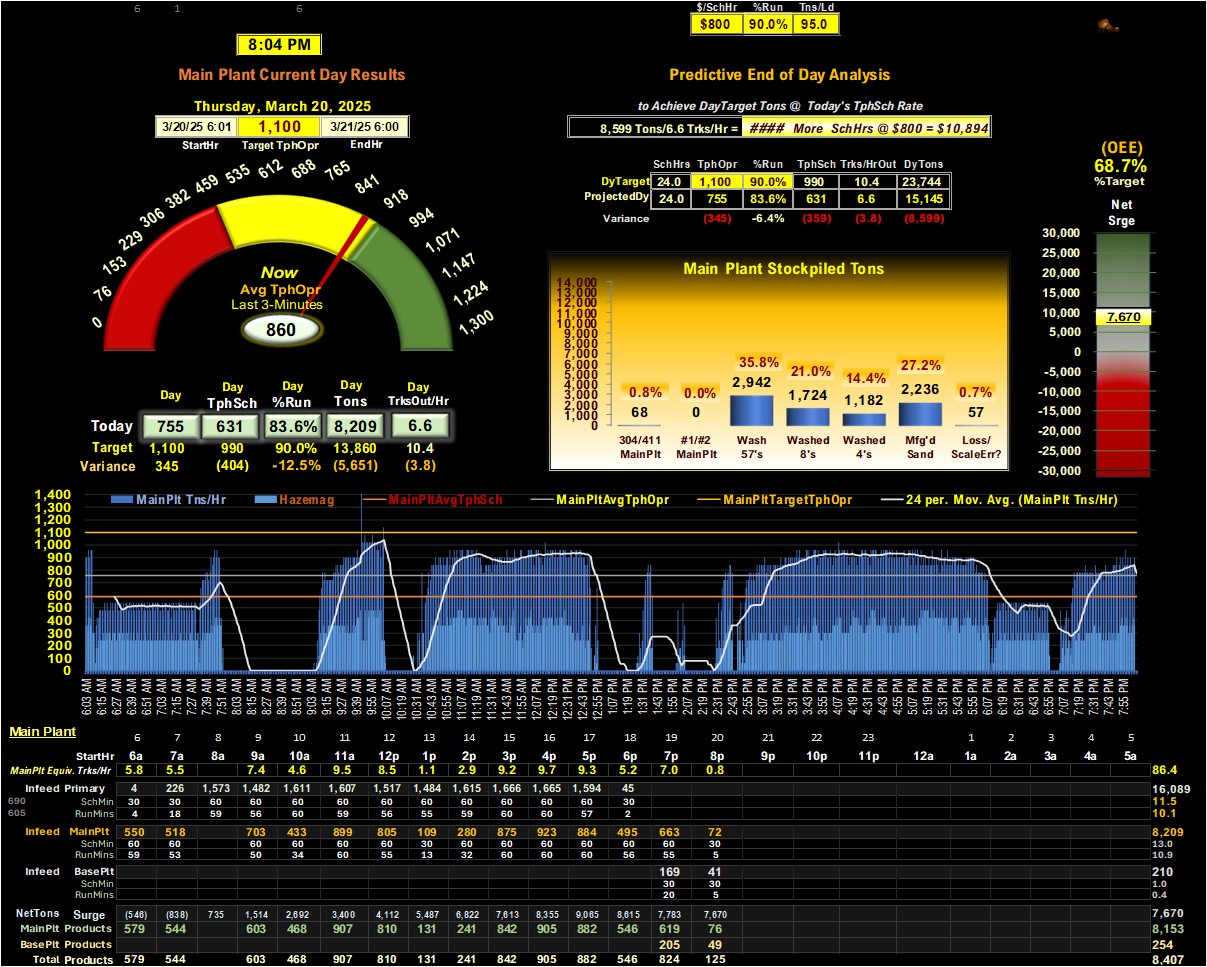 6 1 6
$/SchHr %Run Tns/Ld
$800 90.0% 95.0
8:04 PM
Main Plant Current Day Results
Predictive End of Day Analysis
Thursday, March 20, 2025
to Achieve DayTarget Tons @ Today's TphSch Rate
3/20/25 6:01 1,100 3/21/25 6:00
StartHr Target TphOpr EndHr
8,599 Tons/6.6 Trks/Hr = #### More SchHrs @ $800 = $10,894
(OEE)
68.7%
%Target
SchHrs TphOpr %Run TphSch Trks/HrOut DyTons
DyTarget 24.0 1,100 90.0% 990 10.4 23,744
ProjectedDy 24.0 755 83.6% 631 6.6 15,145
Variance (345) -6.4% (359) (3.8) (8,599)
0 76 153 229 306 382 459 535 612 688 765 841 918 994 1,071 1,147 1,224 1,300
Now
Avg TphOpr
Last 3-Minutes
860
Net
Srge
30,000
25,000
20,000
15,000
10,000
7,670
5,000
0
-5,000
-10,000
-15,000
-20,000
-25,000
-30,000
Main Plant Stockpiled Tons
14,000
13,000
12,000
11,000
10,000
9,000
8,000
7,000
6,000
5,000
4,000
3,000
2,000
1,000
0
0.8% 0.0% 35.8% 21.0% 14.4% 27.2% 0.7%
68 0 2,942 1,724 1,182 2,236 57
304/411 #1/#2 Wash Washed Washed Mfg'd Loss/
MainPlt MainPlt 57's 8's 4's Sand ScaleErr?
Day Day Day Day Day
TphSch %Run Tons TrksOut/Hr
Today 755 631 83.6% 8,209 6.6
Target 1,100 990 90.0% 13,860 10.4
Variance 345 (404) -12.5% (5,651) (3.8)
MainPlt Tns/Hr Hazemag MainPltAvgTphSch MainPltAvgTphOpr MainPltTargetTphOpr 24 per. Mov. Avg. (MainPlt Tns/Hr)
1,400
1,300
1,200
1,100
1,000
900
800
700
600
500
400
300
200
100
0
6:03 AM 6:15 AM 6:27 AM 6:39 AM 6:51 AM 7:03 AM 7:15 AM 7:27 AM 7:39 AM 7:51 AM 8:03 AM 8:15 AM 8:27 AM 8:39 AM 8:51 AM 9:03 AM 9:15 AM 9:27 AM 9:39 AM 9:55 AM 10:07 AM 10:19 AM 10:31 AM 10:43 AM 10:55 AM 11:07 AM 11:19 AM 11:31 AM 11:43 AM 11:55 AM 12:07 PM 12:19 PM 12:31 PM 12:43 PM 12:55 PM 1:07 PM 1:19 PM 1:31 PM 1:43 PM 1:55 PM 2:07 PM 2:19 PM 2:31 PM 2:43 PM 2:55 PM 3:07 PM 3:19 PM 3:31 PM 3:43 PM 3:55 PM 4:07 PM 4:19 PM 4:31 PM 4:43 PM 4:55 PM 5:07 PM 5:19 PM 5:31 PM 5:43 PM 5:55 PM 6:07 PM 6:19 PM 6:31 PM 6:43 PM 6:55 PM 7:07 PM 7:19 PM 7:31 PM 7:43 PM 7:55 PM
Main Plant
6 7 8 9 10 11 12 13 14 15 16 17 18 19 20 21 22 23 1 2 3 4 5
StartHr 6a 7a 8a 9a 10a 11a 12p 1p 2p 3p 4p 5p 6p 7p 8p 9p 10p 11p 12a 1a 2a 3a 4a 5a
MainPlt Equiv. Trks/Hr 5.8 5.5 7.4 4.6 9.5 8.5 1.1 2.9 9.2 9.7 9.3 5.2 7.0 0.8 86.4
Infeed Primary 4 226 1,573 1,482 1,611 1,607 1,517 1,484 1,615 1,666 1,665 1,594 45 16,089
690 SchMin 30 30 60 60 60 60 60 60 60 60 60 60 30 11.5
605 RunMins 4 18 59 56 60 59 56 55 59 60 60 57 2 10.1
Infeed MainPlt 550 518 703 433 899 805 109 280 875 923 884 495 663 72 8,209
SchMin 60 60 60 60 60 60 30 60 60 60 60 60 60 30 13.0
RunMins 59 53 50 34 60 55 13 32 60 60 60 56 55 5 10.9
Infeed BasePlt 169 41 210
SchMin 30 30 1.0
RunMins 20 5 0.4
NetTons Surge (546) (838) 735 1,514 2,692 3,400 4,112 5,487 6,822 7,613 8,355 9,065 8,615 7,783 7,670 7,670
MainPlt Products 579 544 603 468 907 810 131 241 842 905 882 546 619 76 8,153
BasePlt Products 205 49 254
Total Products 579 544 603 468 907 810 131 241 842 905 882 546 824 125 8,407